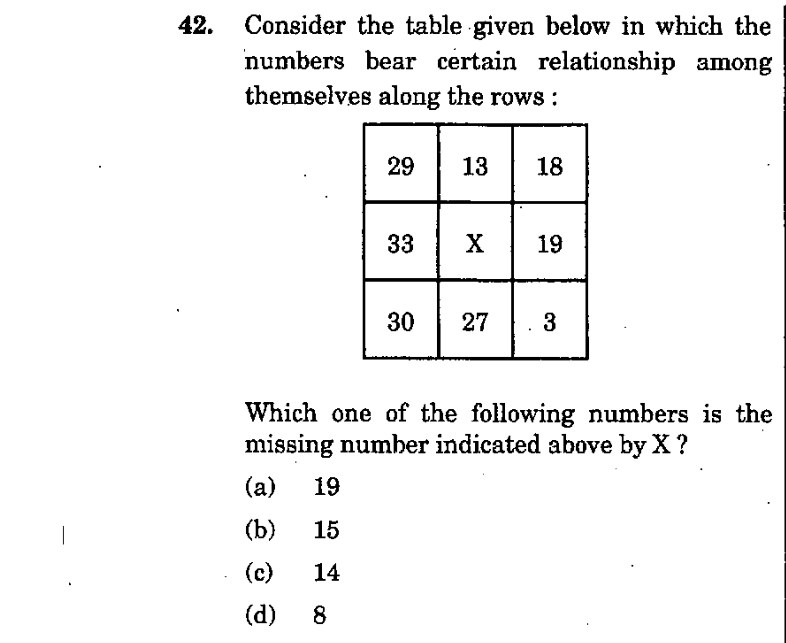 42. Consider the table given below in which the
numbers bear certain relationship among
themselves along the rows :
29 13 18
33 X 19
30 27 3
Which one of the following numbers is the
missing number indicated above by X ?
(a) 19
(b) 15
(c) 14
(d) 8